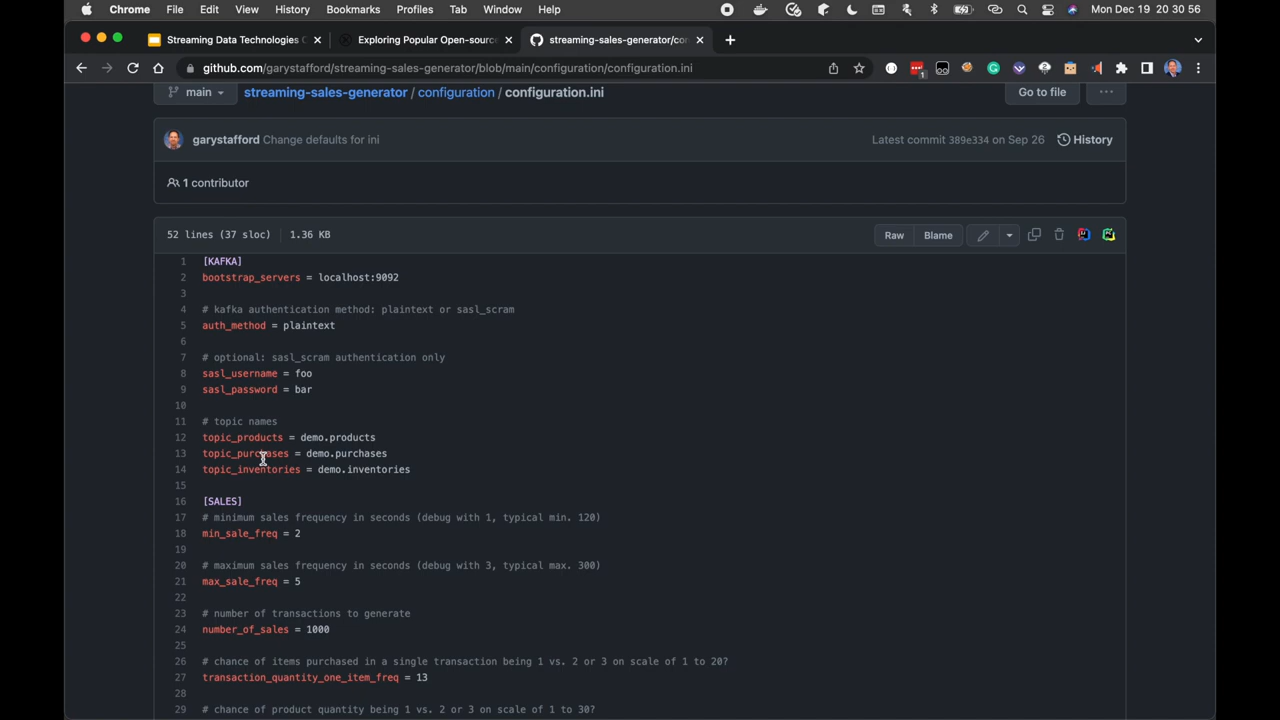 Chrome File Edit View History Bookmarks Profiles Tab Window Help Mon Dec 19 20 30 56
Streaming Data Technologies C Exploring Popular Open-source streaming-sales-generator/con
github.com/garystafford/streaming-sales-generator/blob/main/configuration/configuration.ini
1
main streaming-sales-generator / configuration / configuration.ini Go to file ...
garystafford Change defaults for ini Latest commit 389e334 on Sep 26 History
1 contributor
52 lines (37 sloc) 1.36 KB Raw Blame
1 [KAFKA]
2 bootstrap_servers = localhost:9092
3
4 # kafka authentication method: plaintext or sasl_scram
5 auth_method = plaintext
6
7 # optional: sasl_scram authentication only
8 sasl_username = foo
9 sasl_password = bar
10
11 # topic names
12 topic_products = demo.products
13 topic_purchases = demo.purchases
14 topic_inventories = demo.inventories
15
16 [SALES]
17 # minimum sales frequency in seconds (debug with 1, typical min. 120)
18 min_sale_freq = 2
19
20 # maximum sales frequency in seconds (debug with 3, typical max. 300)
21 max_sale_freq = 5
22
23 # number of transactions to generate
24 number_of_sales = 1000
25
26 # chance of items purchased in a single transaction being 1 vs. 2 or 3 on scale of 1 to 20?
27 transaction_quantity_one_item_freq = 13
28
29 # chance of product quantity being 1 vs. 2 or 3 on scale of 1 to 30?